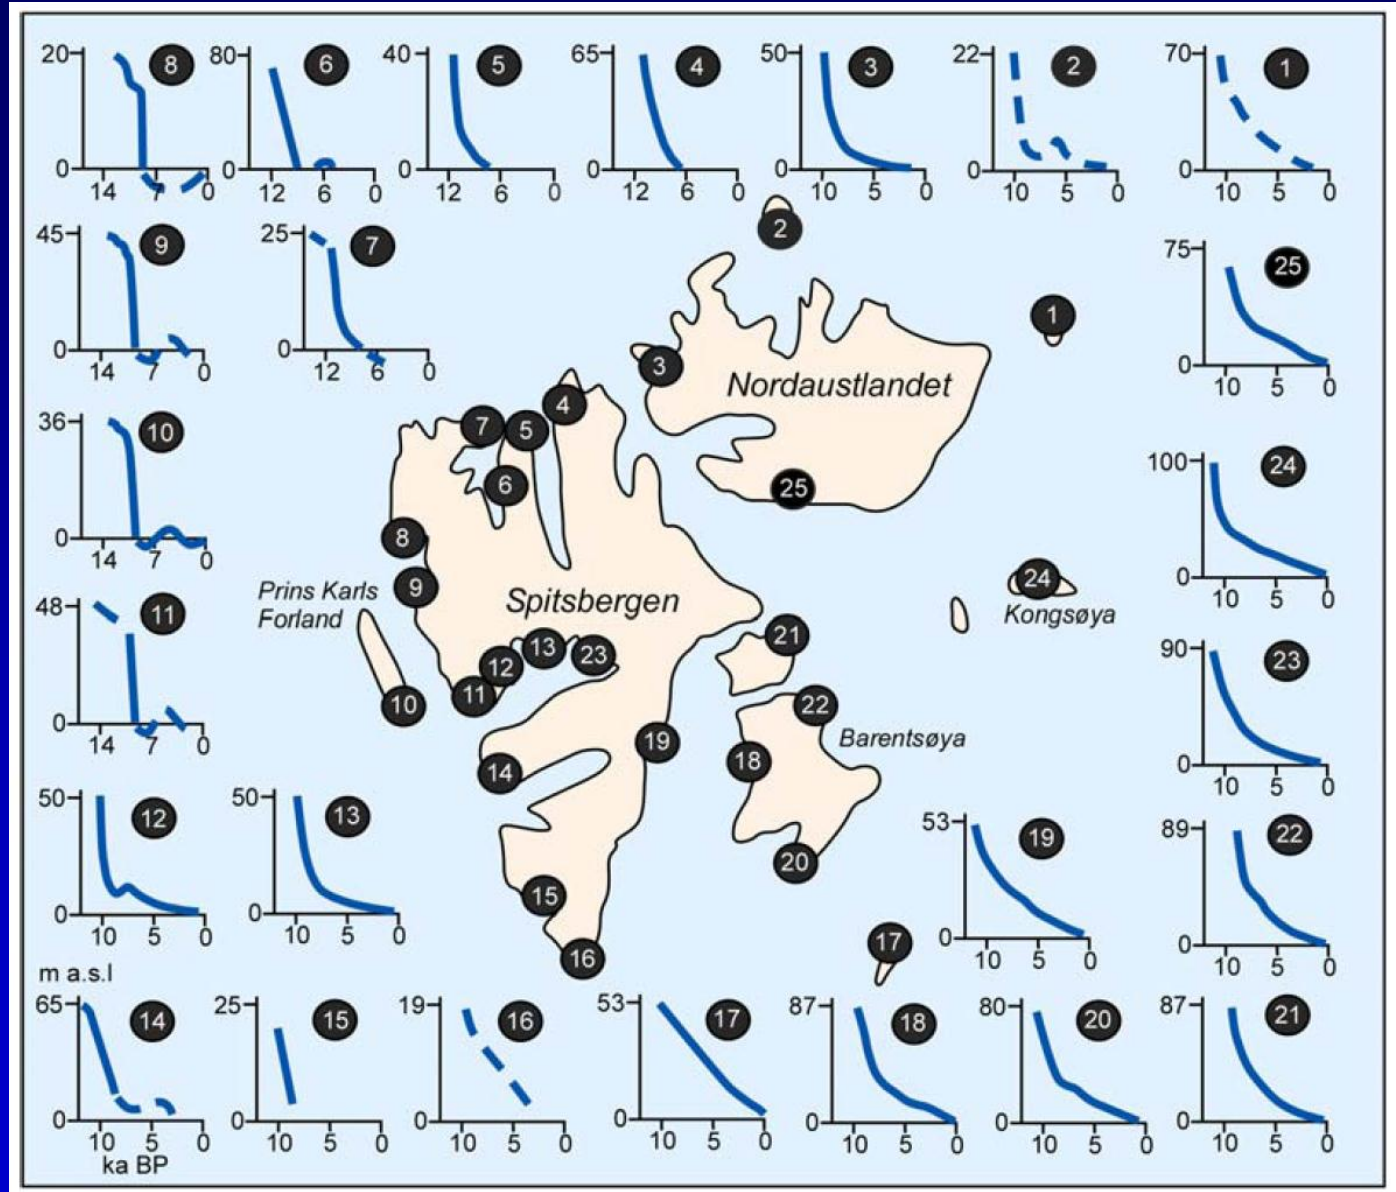 20 8 80 6 40 5 65 4 50 3 22 2 70 1
0 0 0 0 0 0 0
14 7 0 12 6 0 12 6 0 12 6 0 10 5 0 10 5 0 10 5 0
2
45 9 25 7 75 25
1
0 0 0
14 7 0 12 6 0 10 5 0
3
Nordaustlandet
4
36 10 7 5 100 24
6 25
0 8 0
14 7 0 10 5 0
9 24
Prins Karls
Forland
Spitsbergen
Kongsøya
48 11 13 23 21 90 23
12
11 10 22
0 19 Barentsøya 0
14 7 0 18 10 5 0
14
50 12 50 13 53 19 89 22
20
15
0 0 0 0
10 5 0 10 5 0 10 5 0 10 5 0
16 17
m a.s.l
65 14 25 15 19 16 53 17 87 18 80 20 87 21
0 0 0 0 0 0 0
10 5 0 10 5 0 10 5 0 10 5 0 10 5 0 10 5 0 10 5 0
ka BP